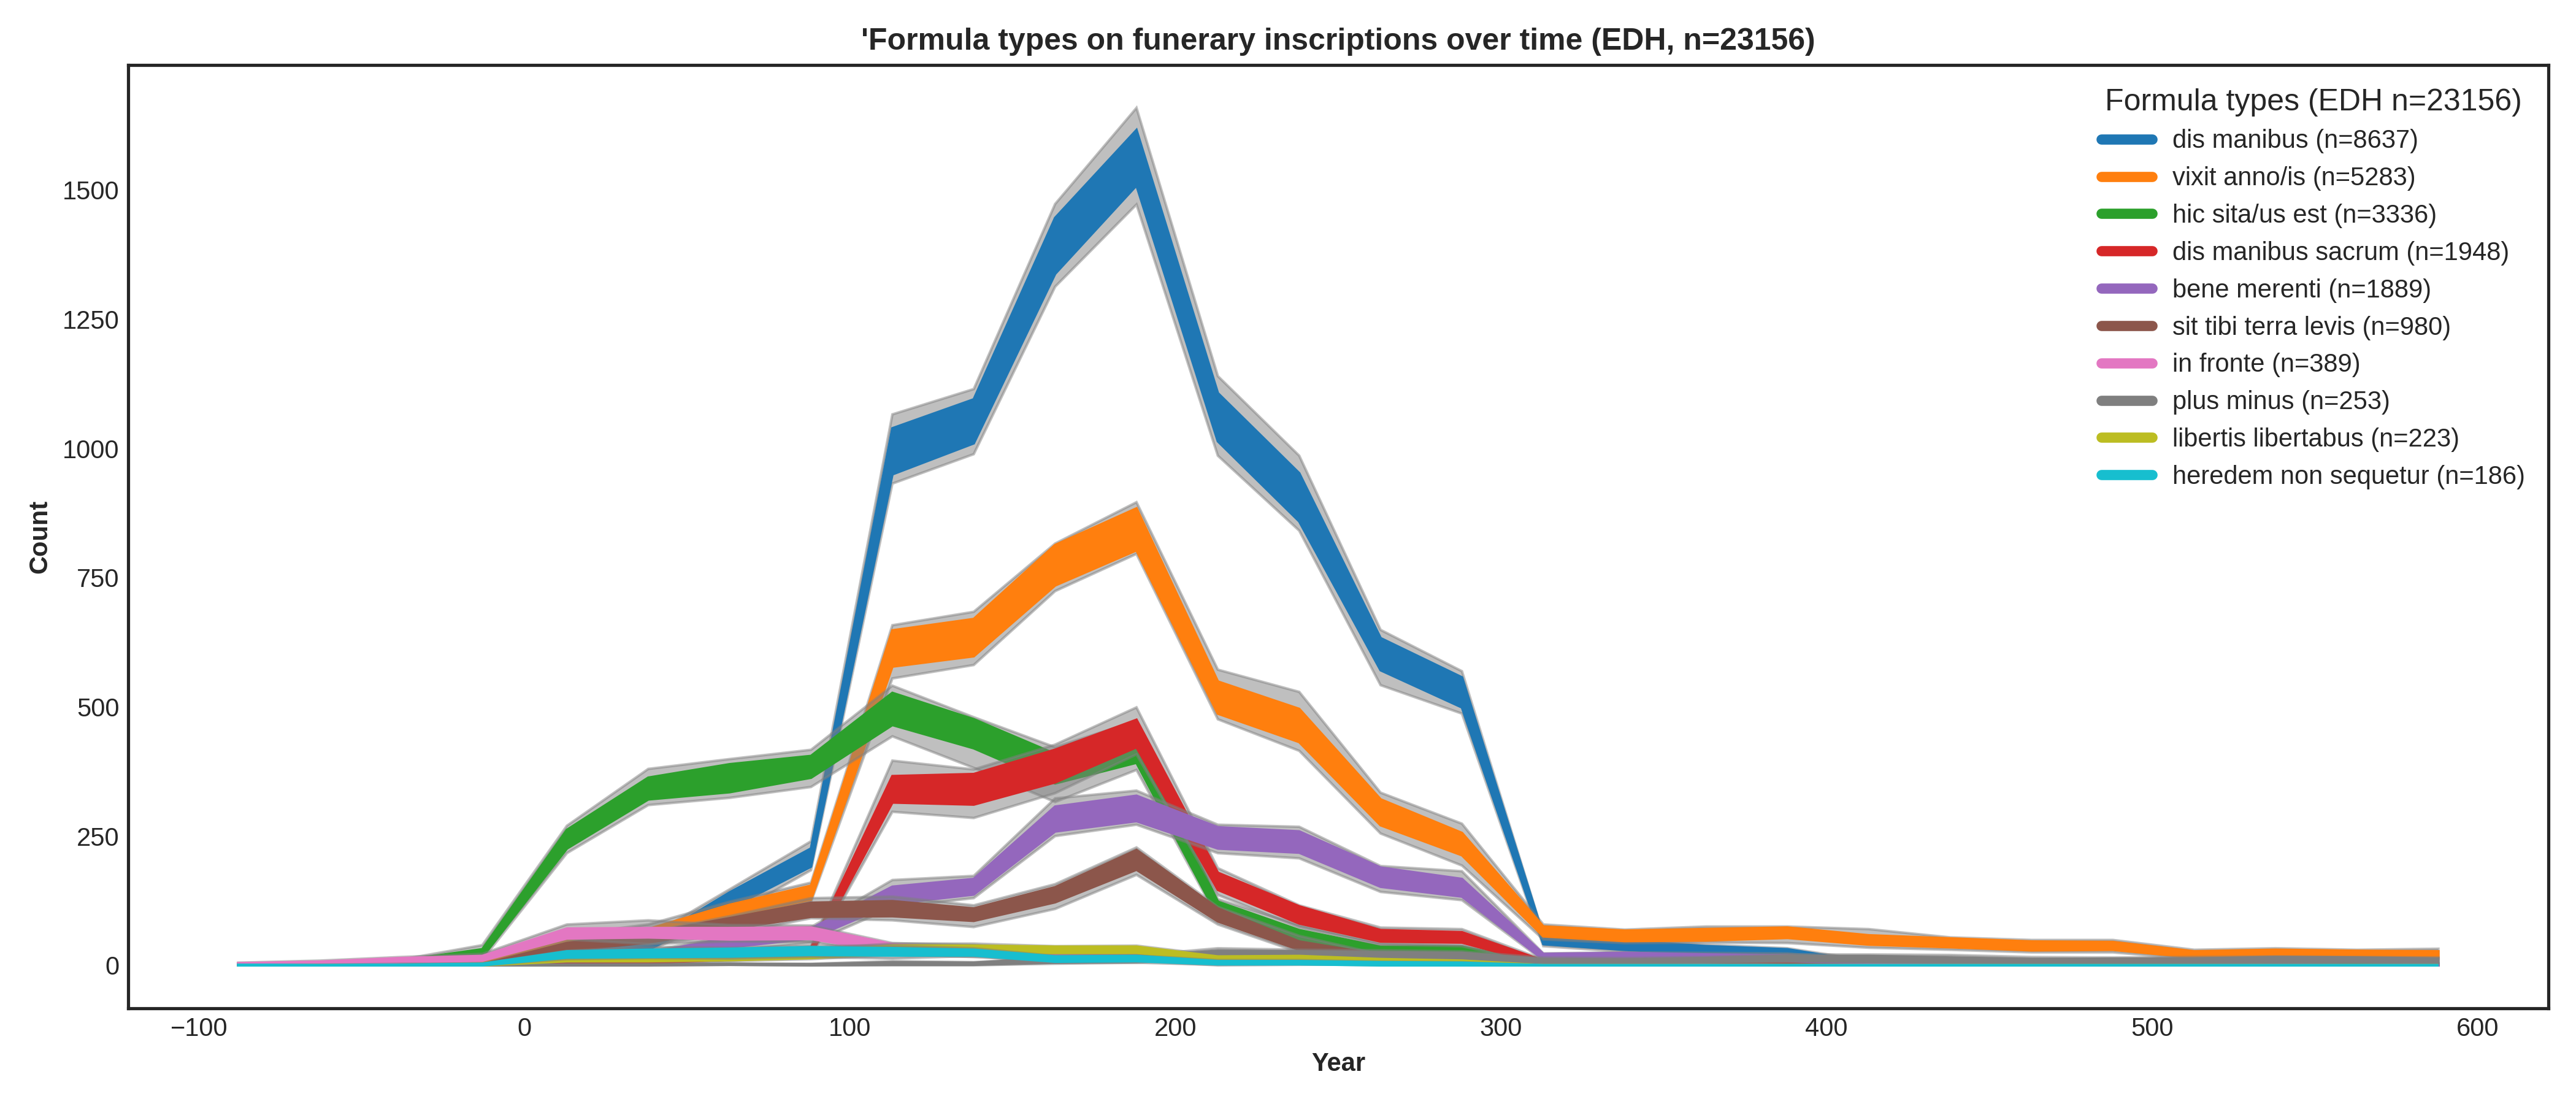 'Formula types on funerary inscriptions over time (EDH, n=23156)
Formula types (EDH n=23156)
dis manibus (n=8637)
vixit anno/is (n=5283)
hic sita/us est (n=3336)
dis manibus sacrum (n=1948)
bene merenti (n=1889)
sit tibi terra levis (n=980)
in fronte (n=389)
plus minus (n=253)
libertis libertabus (n=223)
heredem non sequetur (n=186)
Count
1500
1250
1000
750
500
250
0
−100
0
100
200
300
400
500
600
Year